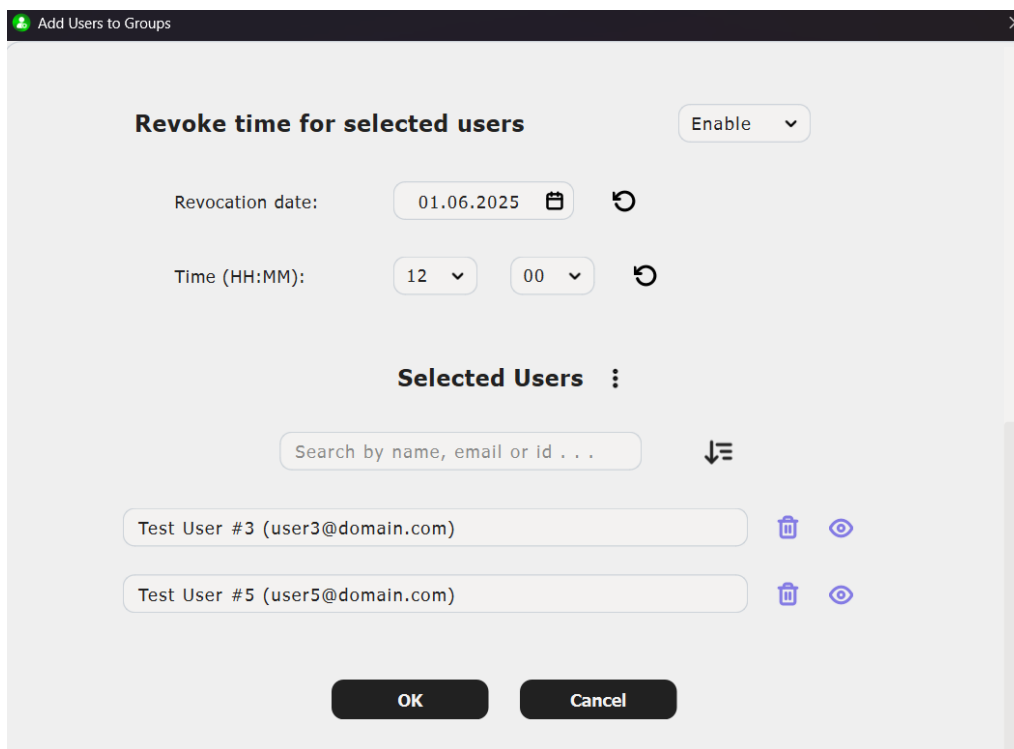 Add Users to Groups
Revoke time for selected users Enable
Revocation date: 01.06.2025
Time (HH:MM): 12 00
Selected Users
Search by name, email or id . . .
Test User #3 (user3@domain.com)
Test User #5 (user5@domain.com)
OK Cancel